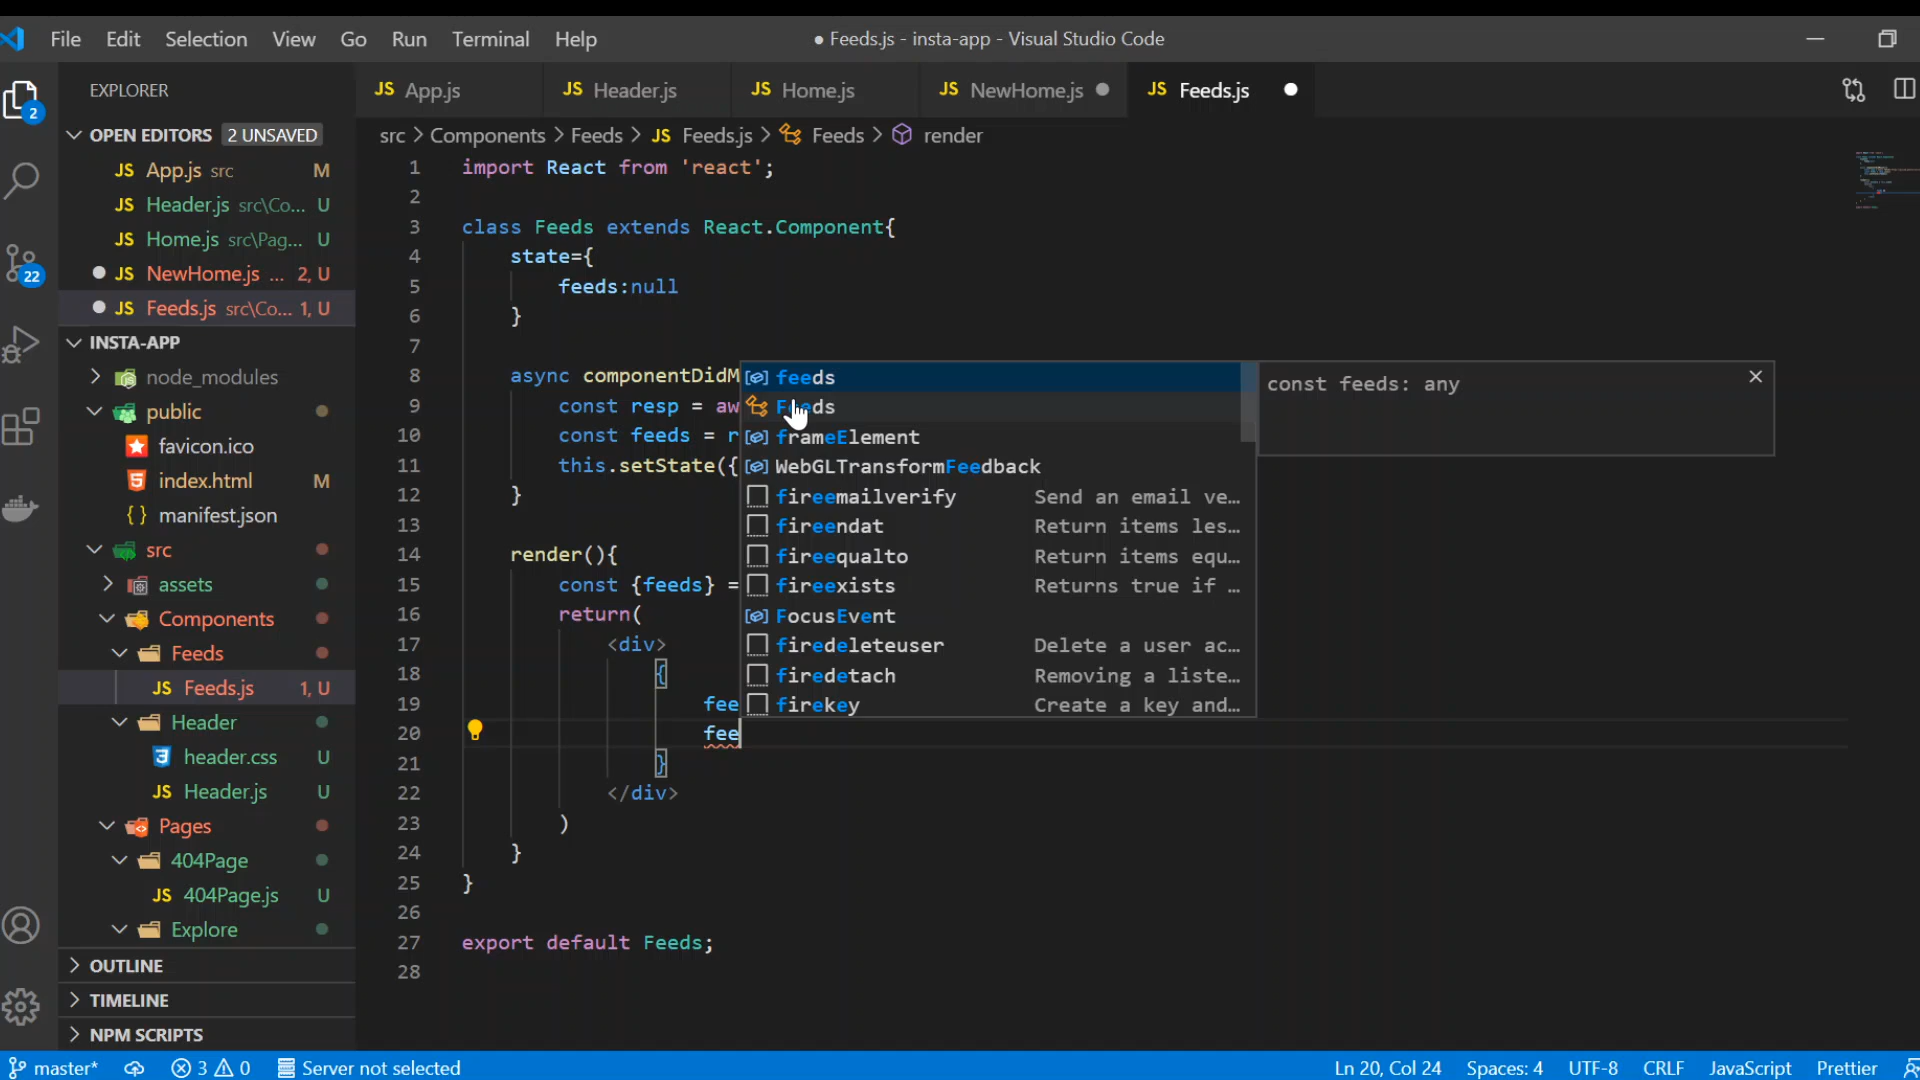 File Edit Selection View Go Run Terminal Help
● Feeds.js - insta-app - Visual Studio Code
EXPLORER
OPEN EDITORS 2 UNSAVED
JS App.js src M
JS Header.js src\Co... U
JS Home.js src\Pag... U
● JS NewHome.js ... 2, U
● JS Feeds.js src\Co... 1, U
INSTA-APP
node_modules
public
favicon.ico
index.html M
{ } manifest.json
src
assets
Components
Feeds
JS Feeds.js 1, U
Header
header.css U
JS Header.js U
Pages
404Page
JS 404Page.js U
Explore
OUTLINE
TIMELINE
NPM SCRIPTS
2
22
JS App.js JS Header.js JS Home.js JS NewHome.js ● JS Feeds.js ●
src > Components > Feeds > JS Feeds.js > Feeds > render
1 import React from 'react';
2
3 class Feeds extends React.Component{
4 state={
5 feeds:null
6 }
7
8 async componentDidM
9 const resp = aw
10 const feeds = r
11 this.setState({
12 }
13
14 render(){
15 const {feeds} =
16 return(
17 <div>
18 {
19 fee
20 fee
21 }
22 </div>
23 )
24 }
25 }
26
27 export default Feeds;
28
feeds
Feeds
frameElement
WebGLTransformFeedback
fireemailverify Send an email ve…
fireendat Return items les…
fireequalto Return items equ…
fireexists Returns true if …
FocusEvent
firedeleteuser Delete a user ac…
firedetach Removing a liste…
firekey Create a key and…
const feeds: any
master* 3 0 Server not selected
Ln 20, Col 24 Spaces: 4 UTF-8 CRLF JavaScript Prettier